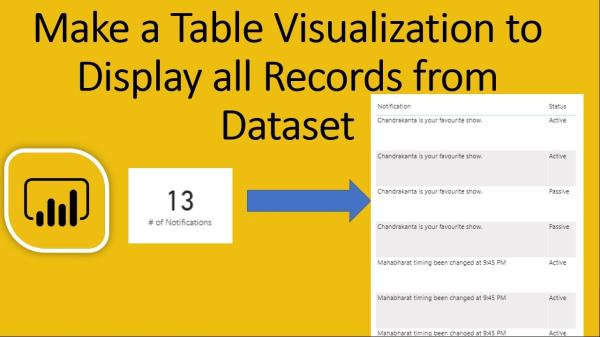 Make a Table Visualization to
Display all Records from
Dataset
13
# of Notifications
Notification Status
Chandrakanta is your favourite show. Active
Chandrakanta is your favourite show. Active
Chandrakanta is your favourite show. Passive
Chandrakanta is your favourite show. Passive
Mahabharat timing been changed at 9:45 PM Active
Mahabharat timing been changed at 9:45 PM Active
Mahabharat timing been changed at 9:45 PM Active